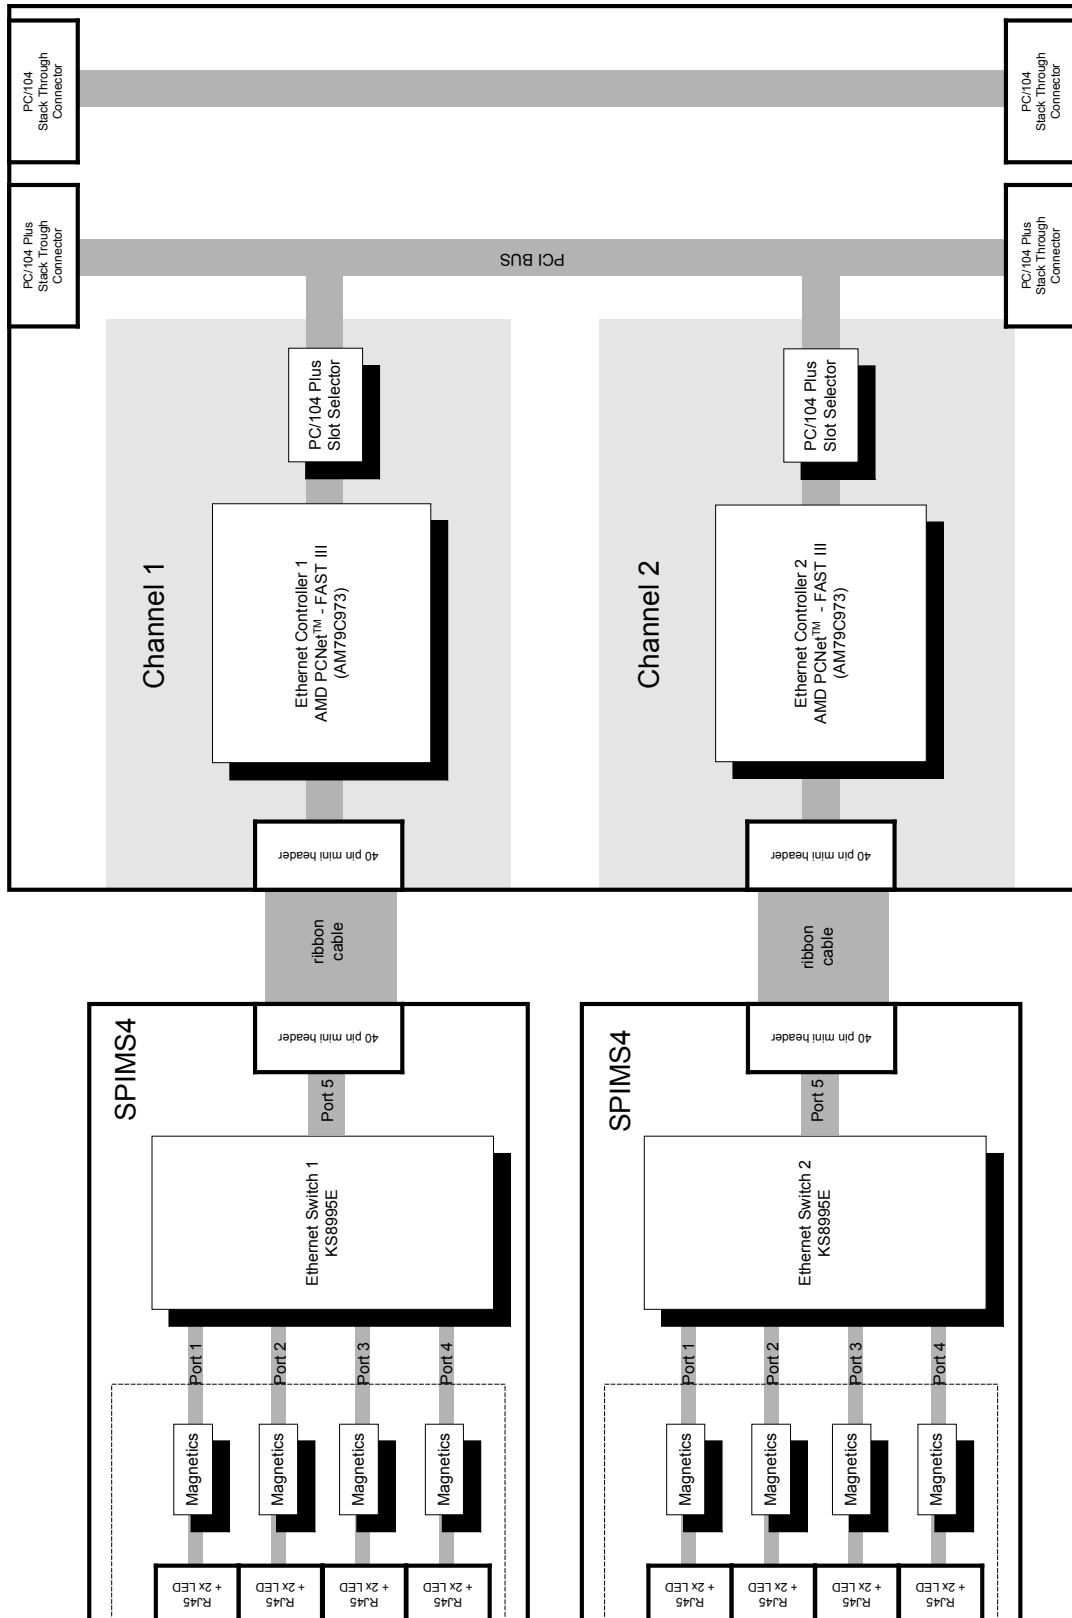 PC/104
Stack Through
Connector
PC/104
Stack Through
Connector
PC/104 Plus
Stack Trough
Connector
PCI BUS
PC/104 Plus
Stack Through
Connector
PC/104 Plus
Slot Selector
PC/104 Plus
Slot Selector
Channel 1
Ethernet Controller 1
AMD PCNet™ - FAST III
(AM79C973)
Channel 2
Ethernet Controller 2
AMD PCNet™ - FAST III
(AM79C973)
40 pin mini header
40 pin mini header
ribbon
cable
ribbon
cable
SPIMS4
40 pin mini header
SPIMS4
40 pin mini header
Port 5
Port 5
Ethernet Switch 1
KS8995E
Ethernet Switch 2
KS8995E
Port 1
Port 2
Port 3
Port 4
Port 1
Port 2
Port 3
Port 4
Magnetics
Magnetics
Magnetics
Magnetics
Magnetics
Magnetics
Magnetics
Magnetics
RJ45
+ 2x LED
RJ45
+ 2x LED
RJ45
+ 2x LED
RJ45
+ 2x LED
RJ45
+ 2x LED
RJ45
+ 2x LED
RJ45
+ 2x LED
RJ45
+ 2x LED